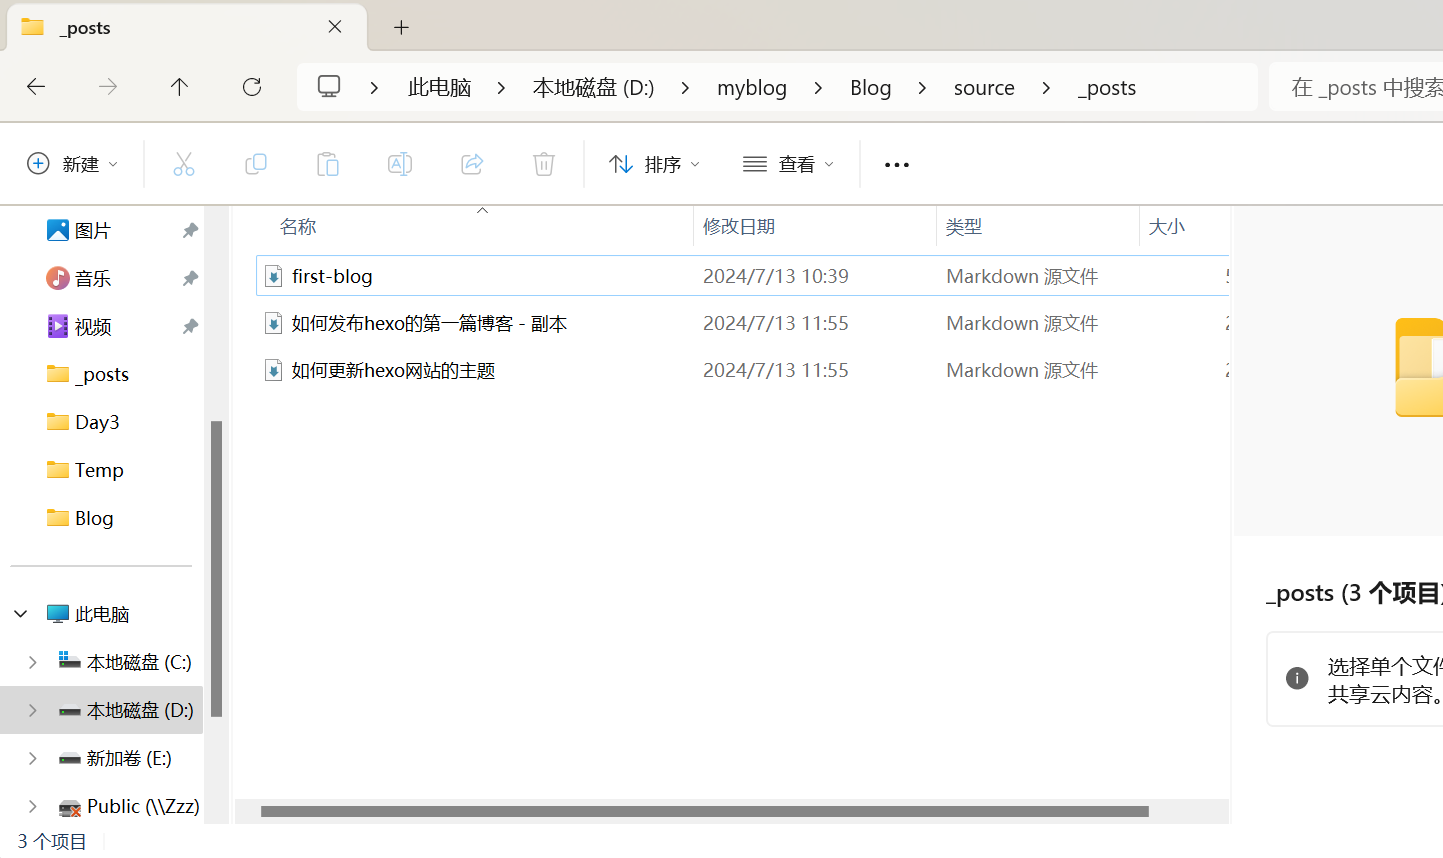 _posts
此电脑 本地磁盘 (D:) myblog Blog source _posts
在 _posts 中搜索
新建 排序 查看
名称 修改日期 类型 大小
first-blog 2024/7/13 10:39 Markdown 源文件
如何发布hexo的第一篇博客 - 副本 2024/7/13 11:55 Markdown 源文件
如何更新hexo网站的主题 2024/7/13 11:55 Markdown 源文件
图片
音乐
视频
_posts
Day3
Temp
Blog
此电脑
本地磁盘 (C:)
本地磁盘 (D:)
新加卷 (E:)
Public (\\Zzz)
_posts (3 个项目)
选择单个文件
共享云内容。
3 个项目